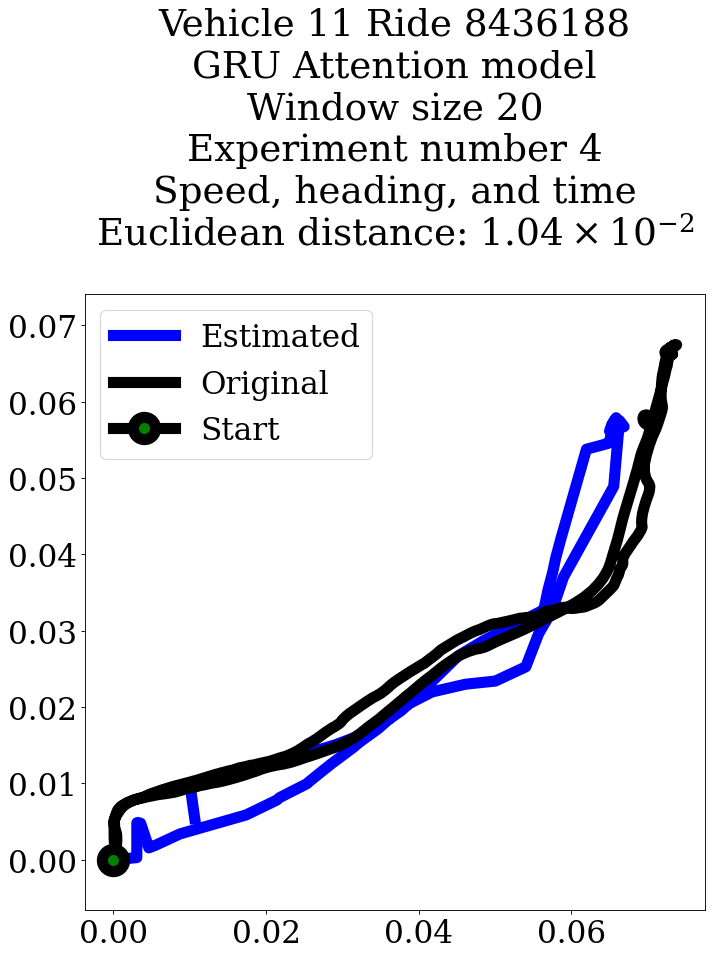 Vehicle 11 Ride 8436188
GRU Attention model
Window size 20
Experiment number 4
Speed, heading, and time
Euclidean distance: 1.04 × 10⁻²
Estimated
Original
Start
0.07
0.06
0.05
0.04
0.03
0.02
0.01
0.00
0.00 0.02 0.04 0.06